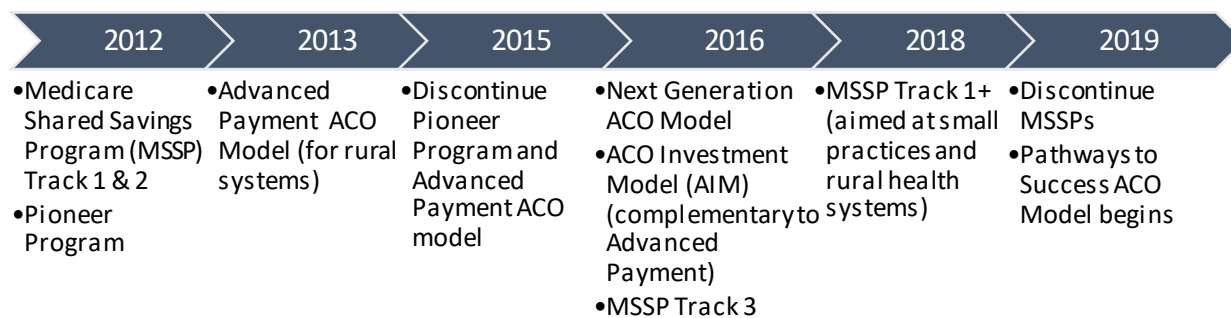 2012
•Medicare
Shared Savings
Program (MSSP)
Track 1 & 2
•Pioneer
Program
2013
•Advanced
Payment ACO
Model (for rural
systems)
2015
•Discontinue
Pioneer
Program and
Advanced
Payment ACO
model
2016
•Next Generation
ACO Model
•ACO Investment
Model (AIM)
(complementary to
Advanced
Payment)
•MSSP Track 3
2018
•MSSP Track 1+
(aimed at small
practices and
rural health
systems)
2019
•Discontinue
MSSPs
•Pathways to
Success ACO
Model begins